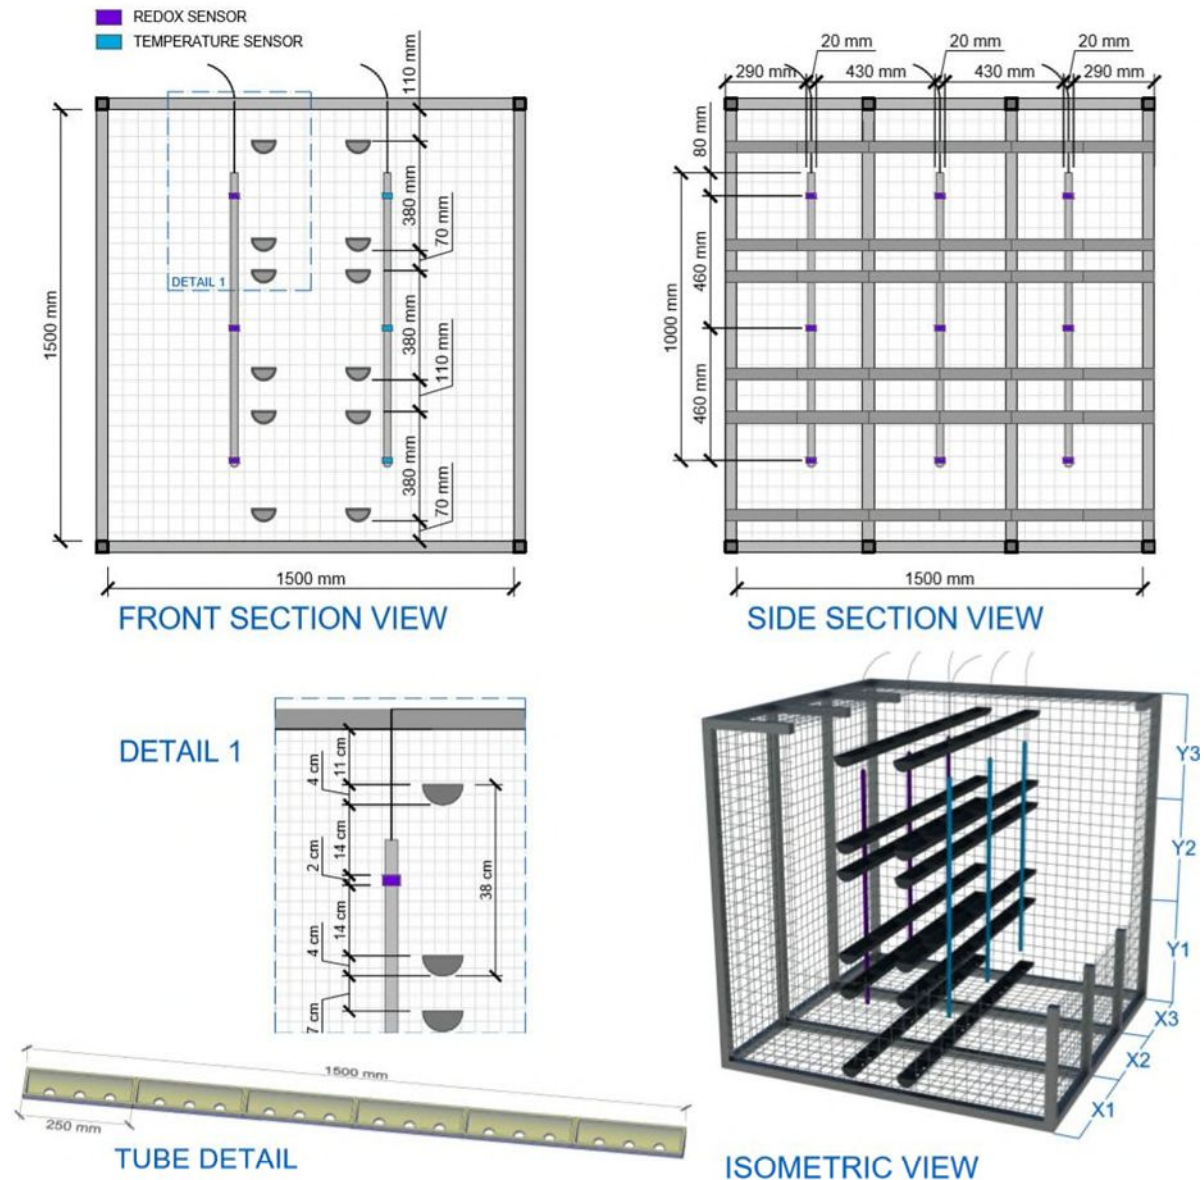 REDOX SENSOR
TEMPERATURE SENSOR
110 mm
380 mm
70 mm
380 mm
110 mm
380 mm
70 mm
1500 mm
DETAIL 1
1500 mm
FRONT SECTION VIEW
20 mm
20 mm
20 mm
290 mm
430 mm
430 mm
290 mm
80 mm
460 mm
1000 mm
460 mm
1500 mm
SIDE SECTION VIEW
DETAIL 1
11 cm
4 cm
14 cm
2 cm
38 cm
14 cm
4 cm
7 cm
1500 mm
250 mm
TUBE DETAIL
Y3
Y2
Y1
X3
X2
X1
ISOMETRIC VIEW